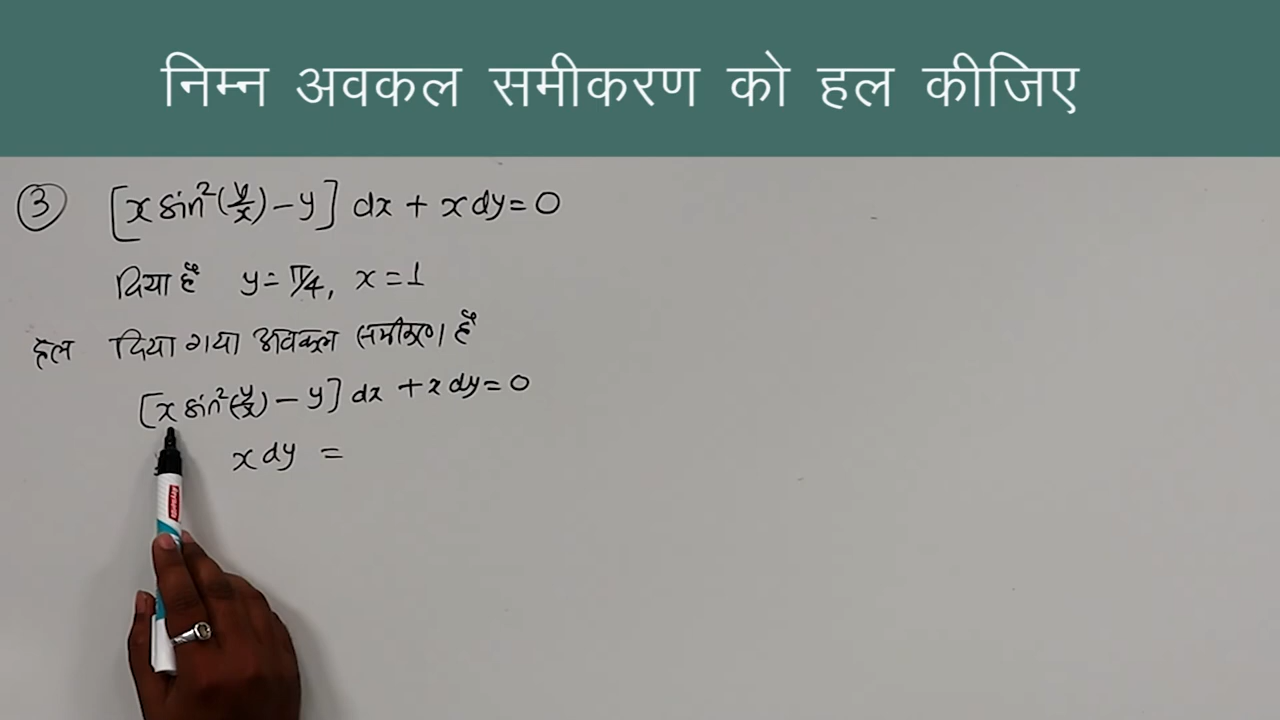 निम्न अवकल समीकरण को हल कीजिए
③ [x sin²(y/x) – y] dx + x dy = 0
दिया है y = π/4, x = 1
हल दिया गया अवकल समीकरण है
[x sin²(y/x) – y] dx + x dy = 0
x dy =